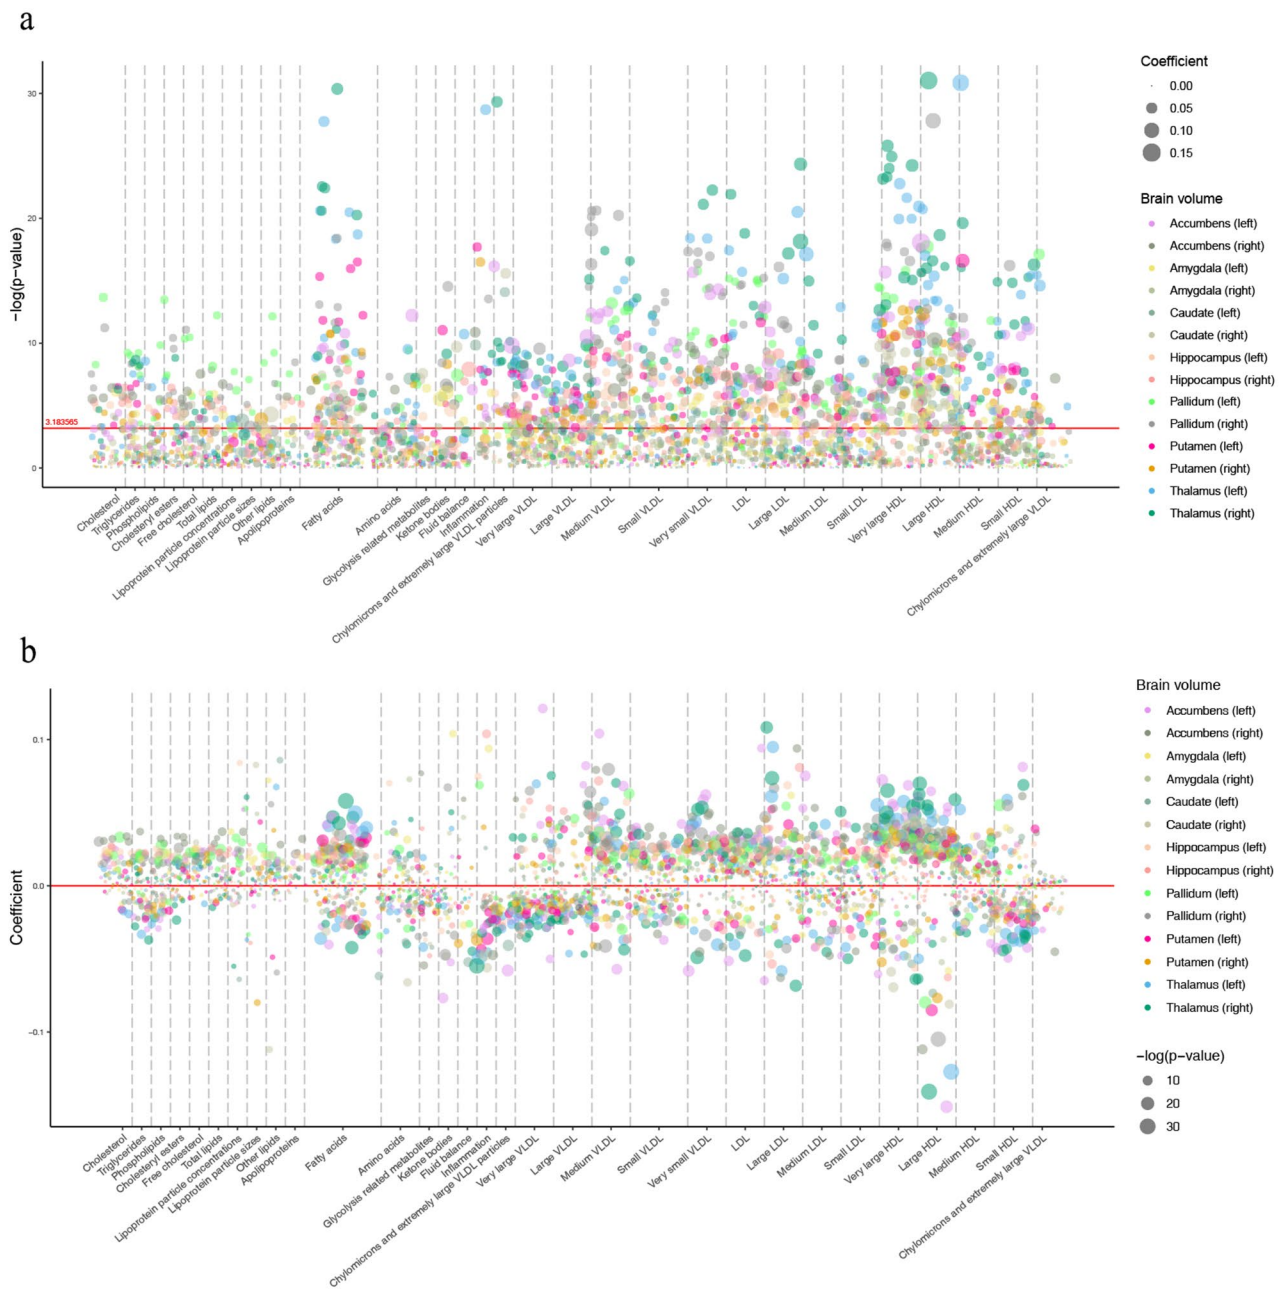 a
Coefficient
0.00
0.05
0.10
0.15
Brain volume
Accumbens (left)
Accumbens (right)
Amygdala (left)
Amygdala (right)
Caudate (left)
Caudate (right)
Hippocampus (left)
Hippocampus (right)
Pallidum (left)
Pallidum (right)
Putamen (left)
Putamen (right)
Thalamus (left)
Thalamus (right)
−log(p−value)
30
20
10
0
3.183565
Cholesterol
Triglycerides
Phospholipids
Cholesteryl esters
Free cholesterol
Total lipids
Lipoprotein particle concentrations
Lipoprotein particle sizes
Other lipids
Apolipoproteins
Fatty acids
Amino acids
Glycolysis related metabolites
Ketone bodies
Fluid balance
Inflammation
Chylomicrons and extremely large VLDL particles
Very large VLDL
Large VLDL
Medium VLDL
Small VLDL
Very small VLDL
LDL
Large LDL
Medium LDL
Small LDL
Very large HDL
Large HDL
Medium HDL
Small HDL
Chylomicrons and extremely large VLDL
b
Brain volume
Accumbens (left)
Accumbens (right)
Amygdala (left)
Amygdala (right)
Caudate (left)
Caudate (right)
Hippocampus (left)
Hippocampus (right)
Pallidum (left)
Pallidum (right)
Putamen (left)
Putamen (right)
Thalamus (left)
Thalamus (right)
−log(p−value)
10
20
30
Coefficient
0.1
0.0
−0.1
Cholesterol
Triglycerides
Phospholipids
Cholesteryl esters
Free cholesterol
Total lipids
Lipoprotein particle concentrations
Lipoprotein particle sizes
Other lipids
Apolipoproteins
Fatty acids
Amino acids
Glycolysis related metabolites
Ketone bodies
Fluid balance
Inflammation
Chylomicrons and extremely large VLDL particles
Very large VLDL
Large VLDL
Medium VLDL
Small VLDL
Very small VLDL
LDL
Large LDL
Medium LDL
Small LDL
Very large HDL
Large HDL
Medium HDL
Small HDL
Chylomicrons and extremely large VLDL